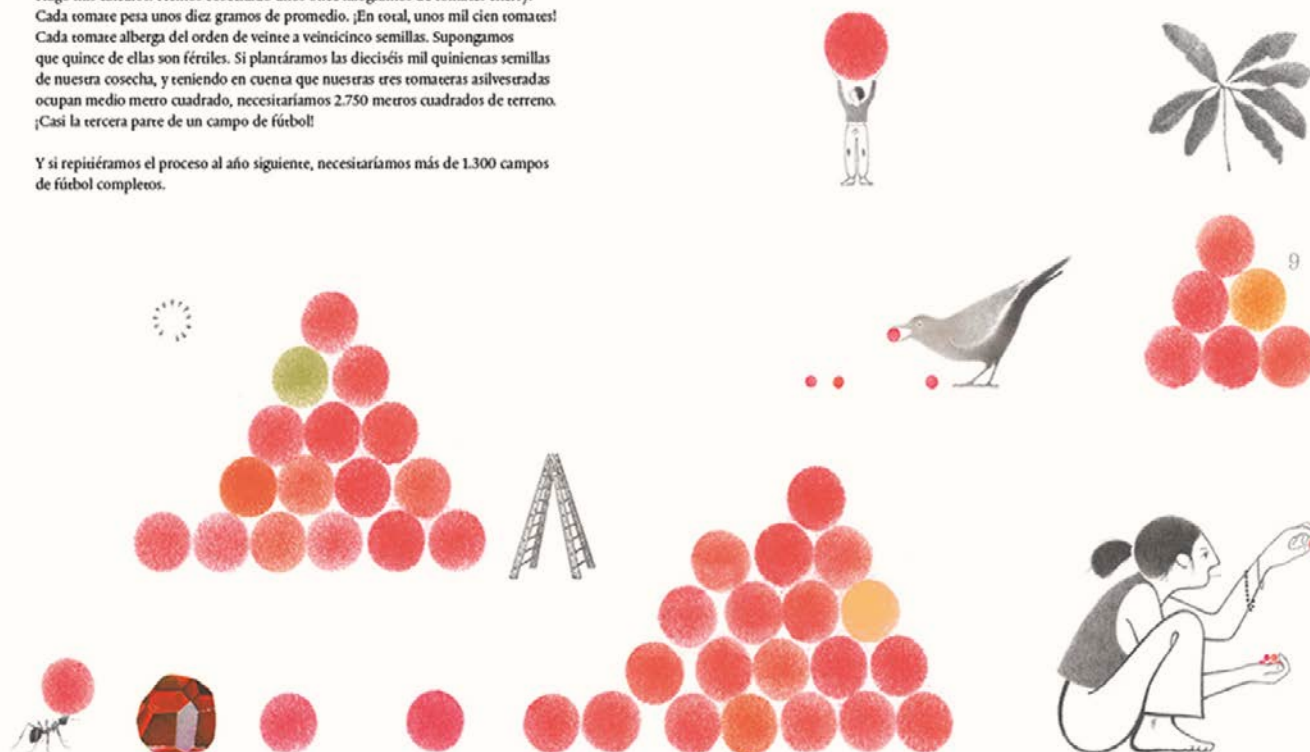 Cada tomate pesa unos diez gramos de promedio. ¡En total, unos mil cien tomates!
Cada tomate alberga del orden de veinte a veinticinco semillas. Supongamos
que quince de ellas son fértiles. Si plantáramos las dieciséis mil quinientas semillas
de nuestra cosecha, y teniendo en cuenta que nuestras tres tomateras asilvestradas
ocupan medio metro cuadrado, necesitaríamos 2.750 metros cuadrados de terreno.
¡Casi la tercera parte de un campo de fútbol!
Y si repitiéramos el proceso al año siguiente, necesitaríamos más de 1.300 campos
de fútbol completos.
9